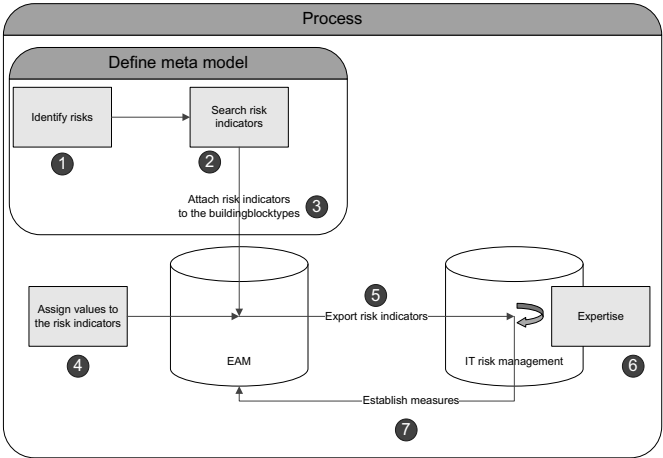 Process
Define meta model
Identify risks
Search risk
indicators
1
2
Attach risk indicators
to the buildingblocktypes
3
Assign values to
the risk indicators
4
EAM
5
Export risk indicators
IT risk management
Expertise
6
Establish measures
7